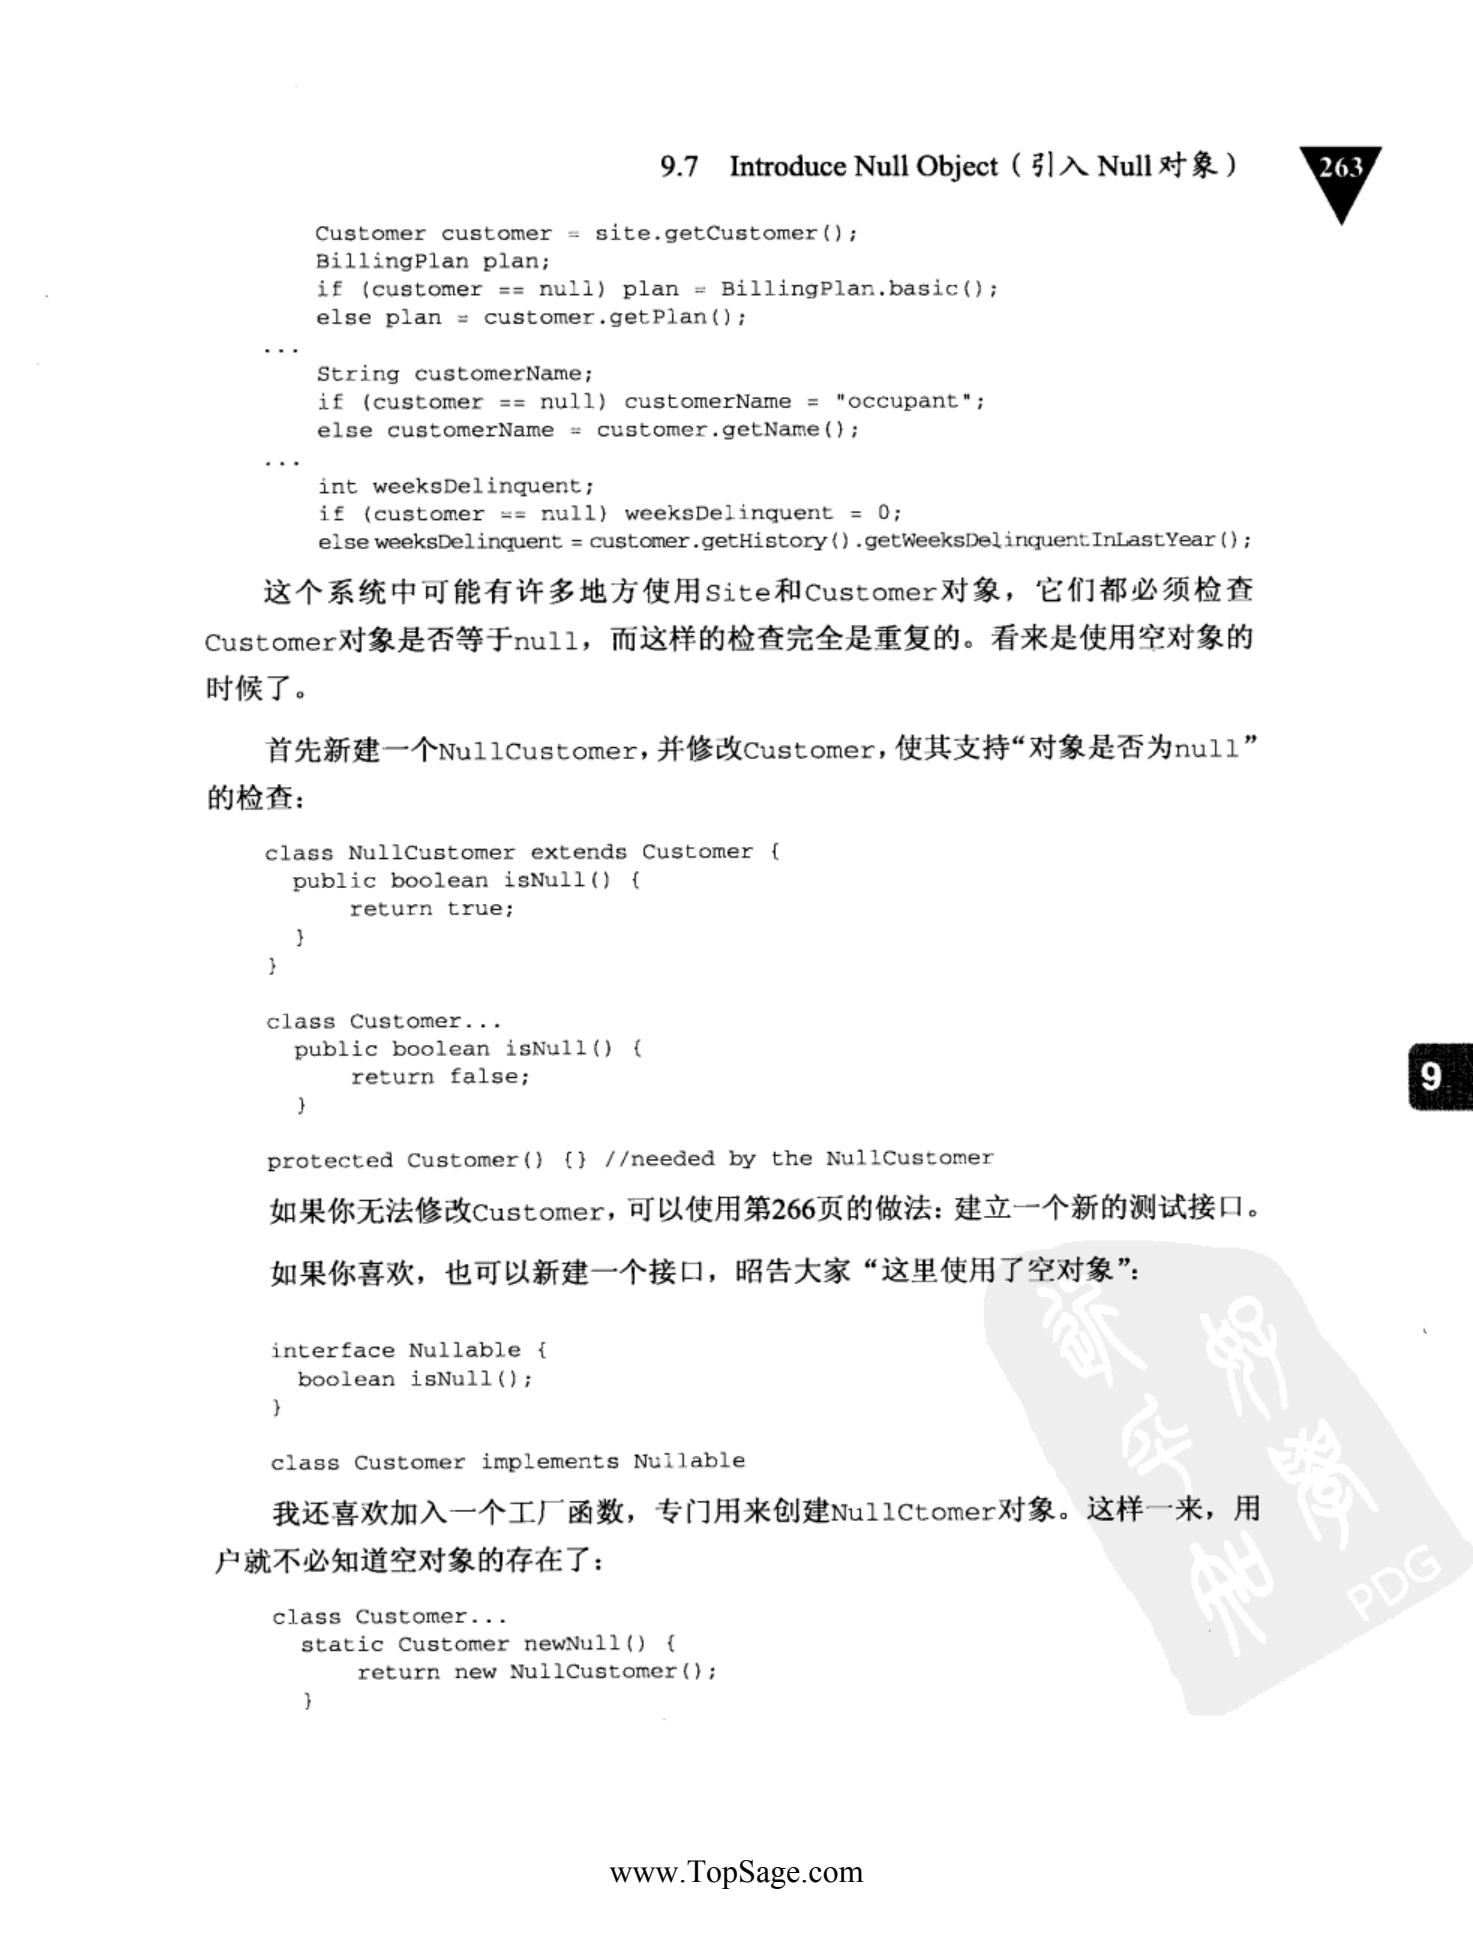 9.7 Introduce Null Object（引入 Null 对象）
263
Customer customer = site.getCustomer();
BillingPlan plan;
if (customer == null) plan = BillingPlan.basic();
else plan = customer.getPlan();
...
String customerName;
if (customer == null) customerName = "occupant";
else customerName = customer.getName();
...
int weeksDelinquent;
if (customer == null) weeksDelinquent = 0;
else weeksDelinquent = customer.getHistory().getWeeksDelinquentInLastYear();
这个系统中可能有许多地方使用Site和Customer对象，它们都必须检查
Customer对象是否等于null，而这样的检查完全是重复的。看来是使用空对象的
时候了。
首先新建一个NullCustomer，并修改Customer，使其支持“对象是否为null”
的检查：
class NullCustomer extends Customer {
public boolean isNull() {
return true;
}
}
class Customer...
public boolean isNull() {
return false;
}
9
protected Customer() {} //needed by the NullCustomer
如果你无法修改Customer，可以使用第266页的做法：建立一个新的测试接口。
如果你喜欢，也可以新建一个接口，昭告大家“这里使用了空对象”：
interface Nullable {
boolean isNull();
}
class Customer implements Nullable
我还喜欢加入一个工厂函数，专门用来创建NullCtomer对象。这样一来，用
户就不必知道空对象的存在了：
PDG
class Customer...
static Customer newNull() {
return new NullCustomer();
}
www.TopSage.com